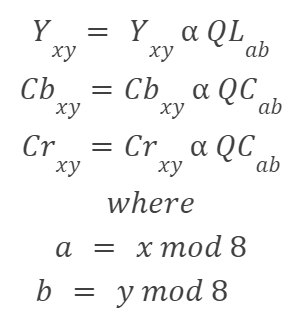 Y_xy = Y_xy α QL_ab
Cb_xy = Cb_xy α QC_ab
Cr_xy = Cr_xy α QC_ab
where
a = x mod 8
b = y mod 8